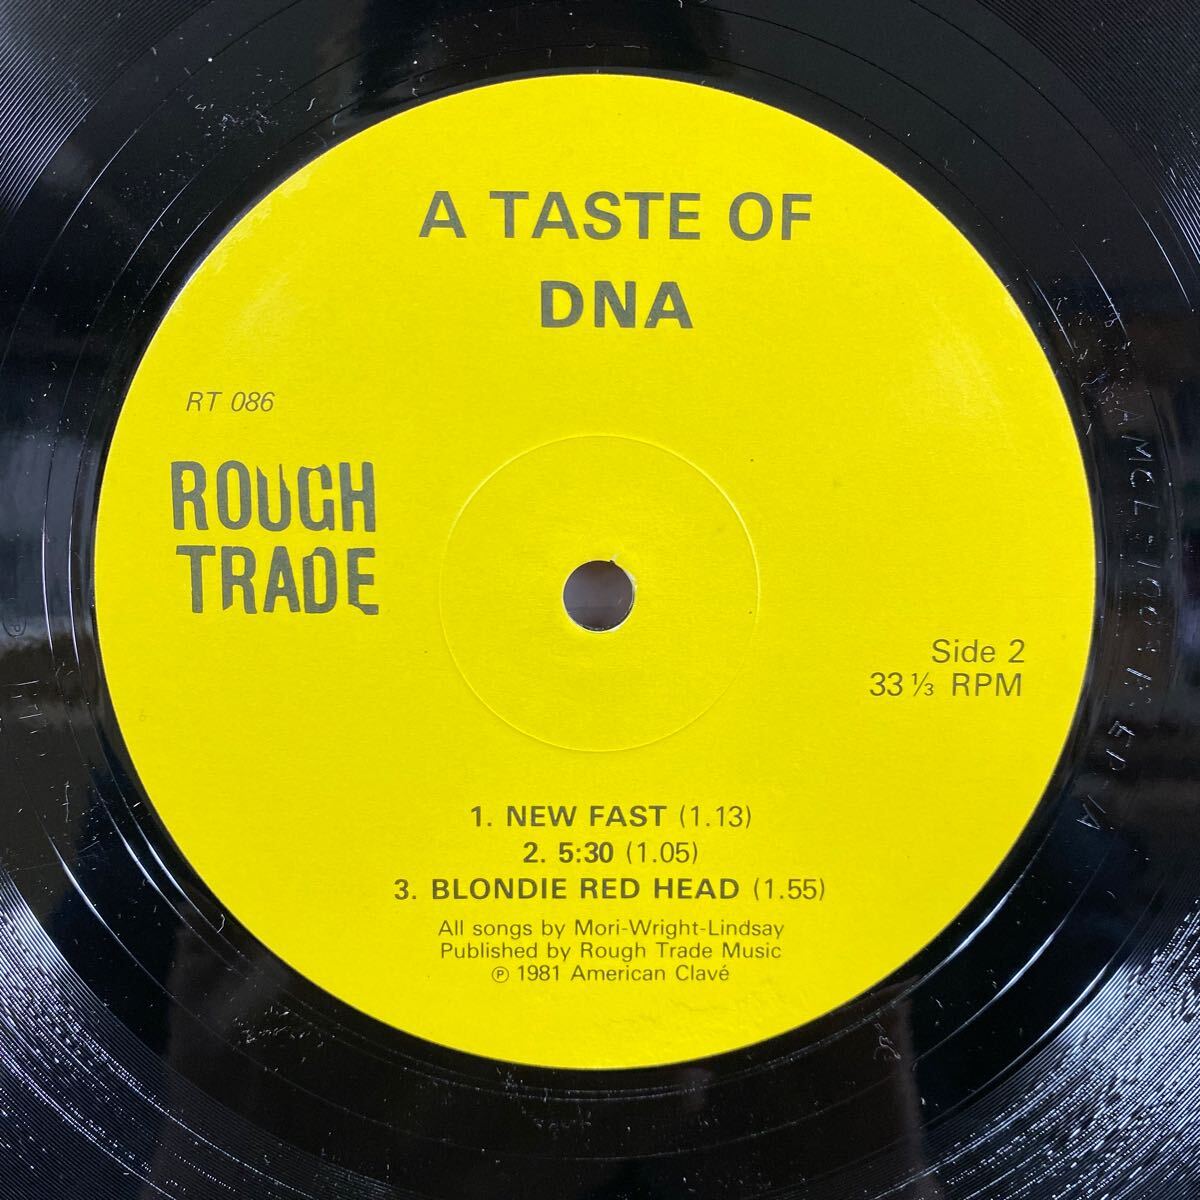 A TASTE OF
DNA
RT 086
ROUGH
TRADE
Side 2
33 ⅓ RPM
1. NEW FAST (1.13)
2. 5:30 (1.05)
3. BLONDIE RED HEAD (1.55)
All songs by Mori-Wright-Lindsay
Published by Rough Trade Music
℗ 1981 American Clavé